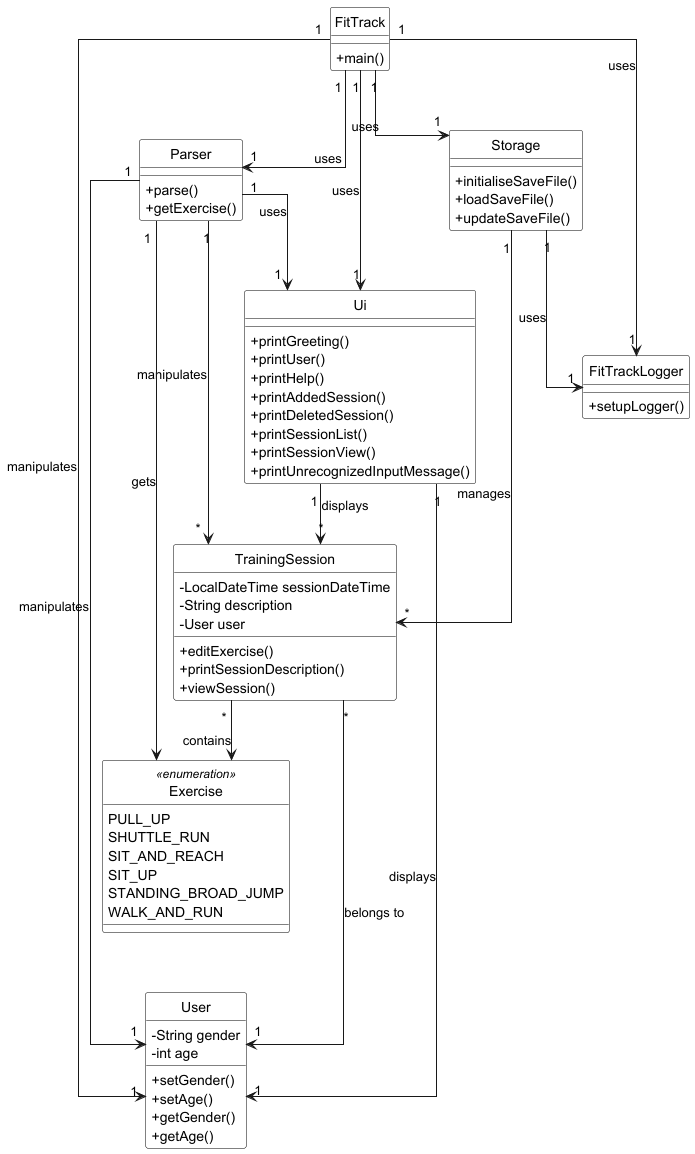 FitTrack
+main()
1
1
uses
1
1
1
uses
1
uses
1
uses
Storage
+initialiseSaveFile()
+loadSaveFile()
+updateSaveFile()
Parser
+parse()
+getExercise()
1
1
uses
1
1
1
1
1
1
uses
1
1
Ui
+printGreeting()
+printUser()
+printHelp()
+printAddedSession()
+printDeletedSession()
+printSessionList()
+printSessionView()
+printUnrecognizedInputMessage()
FitTrackLogger
+setupLogger()
manipulates
manipulates
gets
manages
1
displays
1
*
*
manipulates
TrainingSession
-LocalDateTime sessionDateTime
-String description
-User user
+editExercise()
+printSessionDescription()
+viewSession()
*
*
*
contains
«enumeration»
Exercise
PULL_UP
SHUTTLE_RUN
SIT_AND_REACH
SIT_UP
STANDING_BROAD_JUMP
WALK_AND_RUN
displays
belongs to
User
-String gender
-int age
+setGender()
+setAge()
+getGender()
+getAge()
1
1
1
1